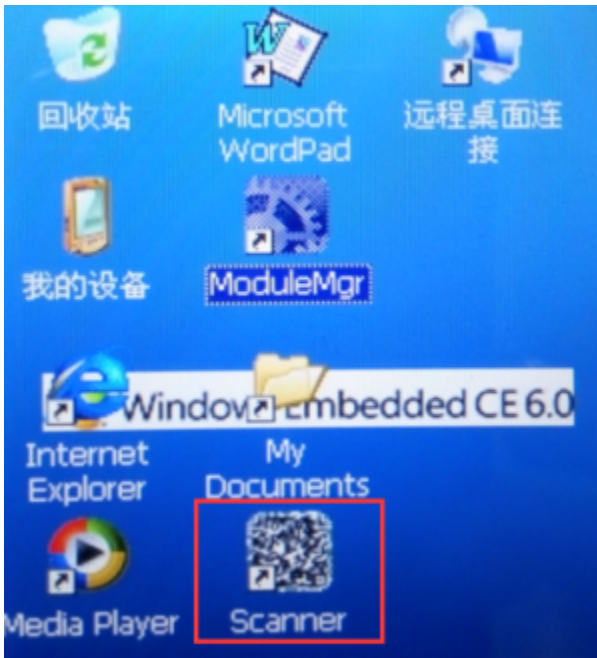 回收站
Microsoft
WordPad
远程桌面连
接
我的设备
ModuleMgr
Windows Embedded CE 6.0
Internet
Explorer
My
Documents
Media Player
Scanner